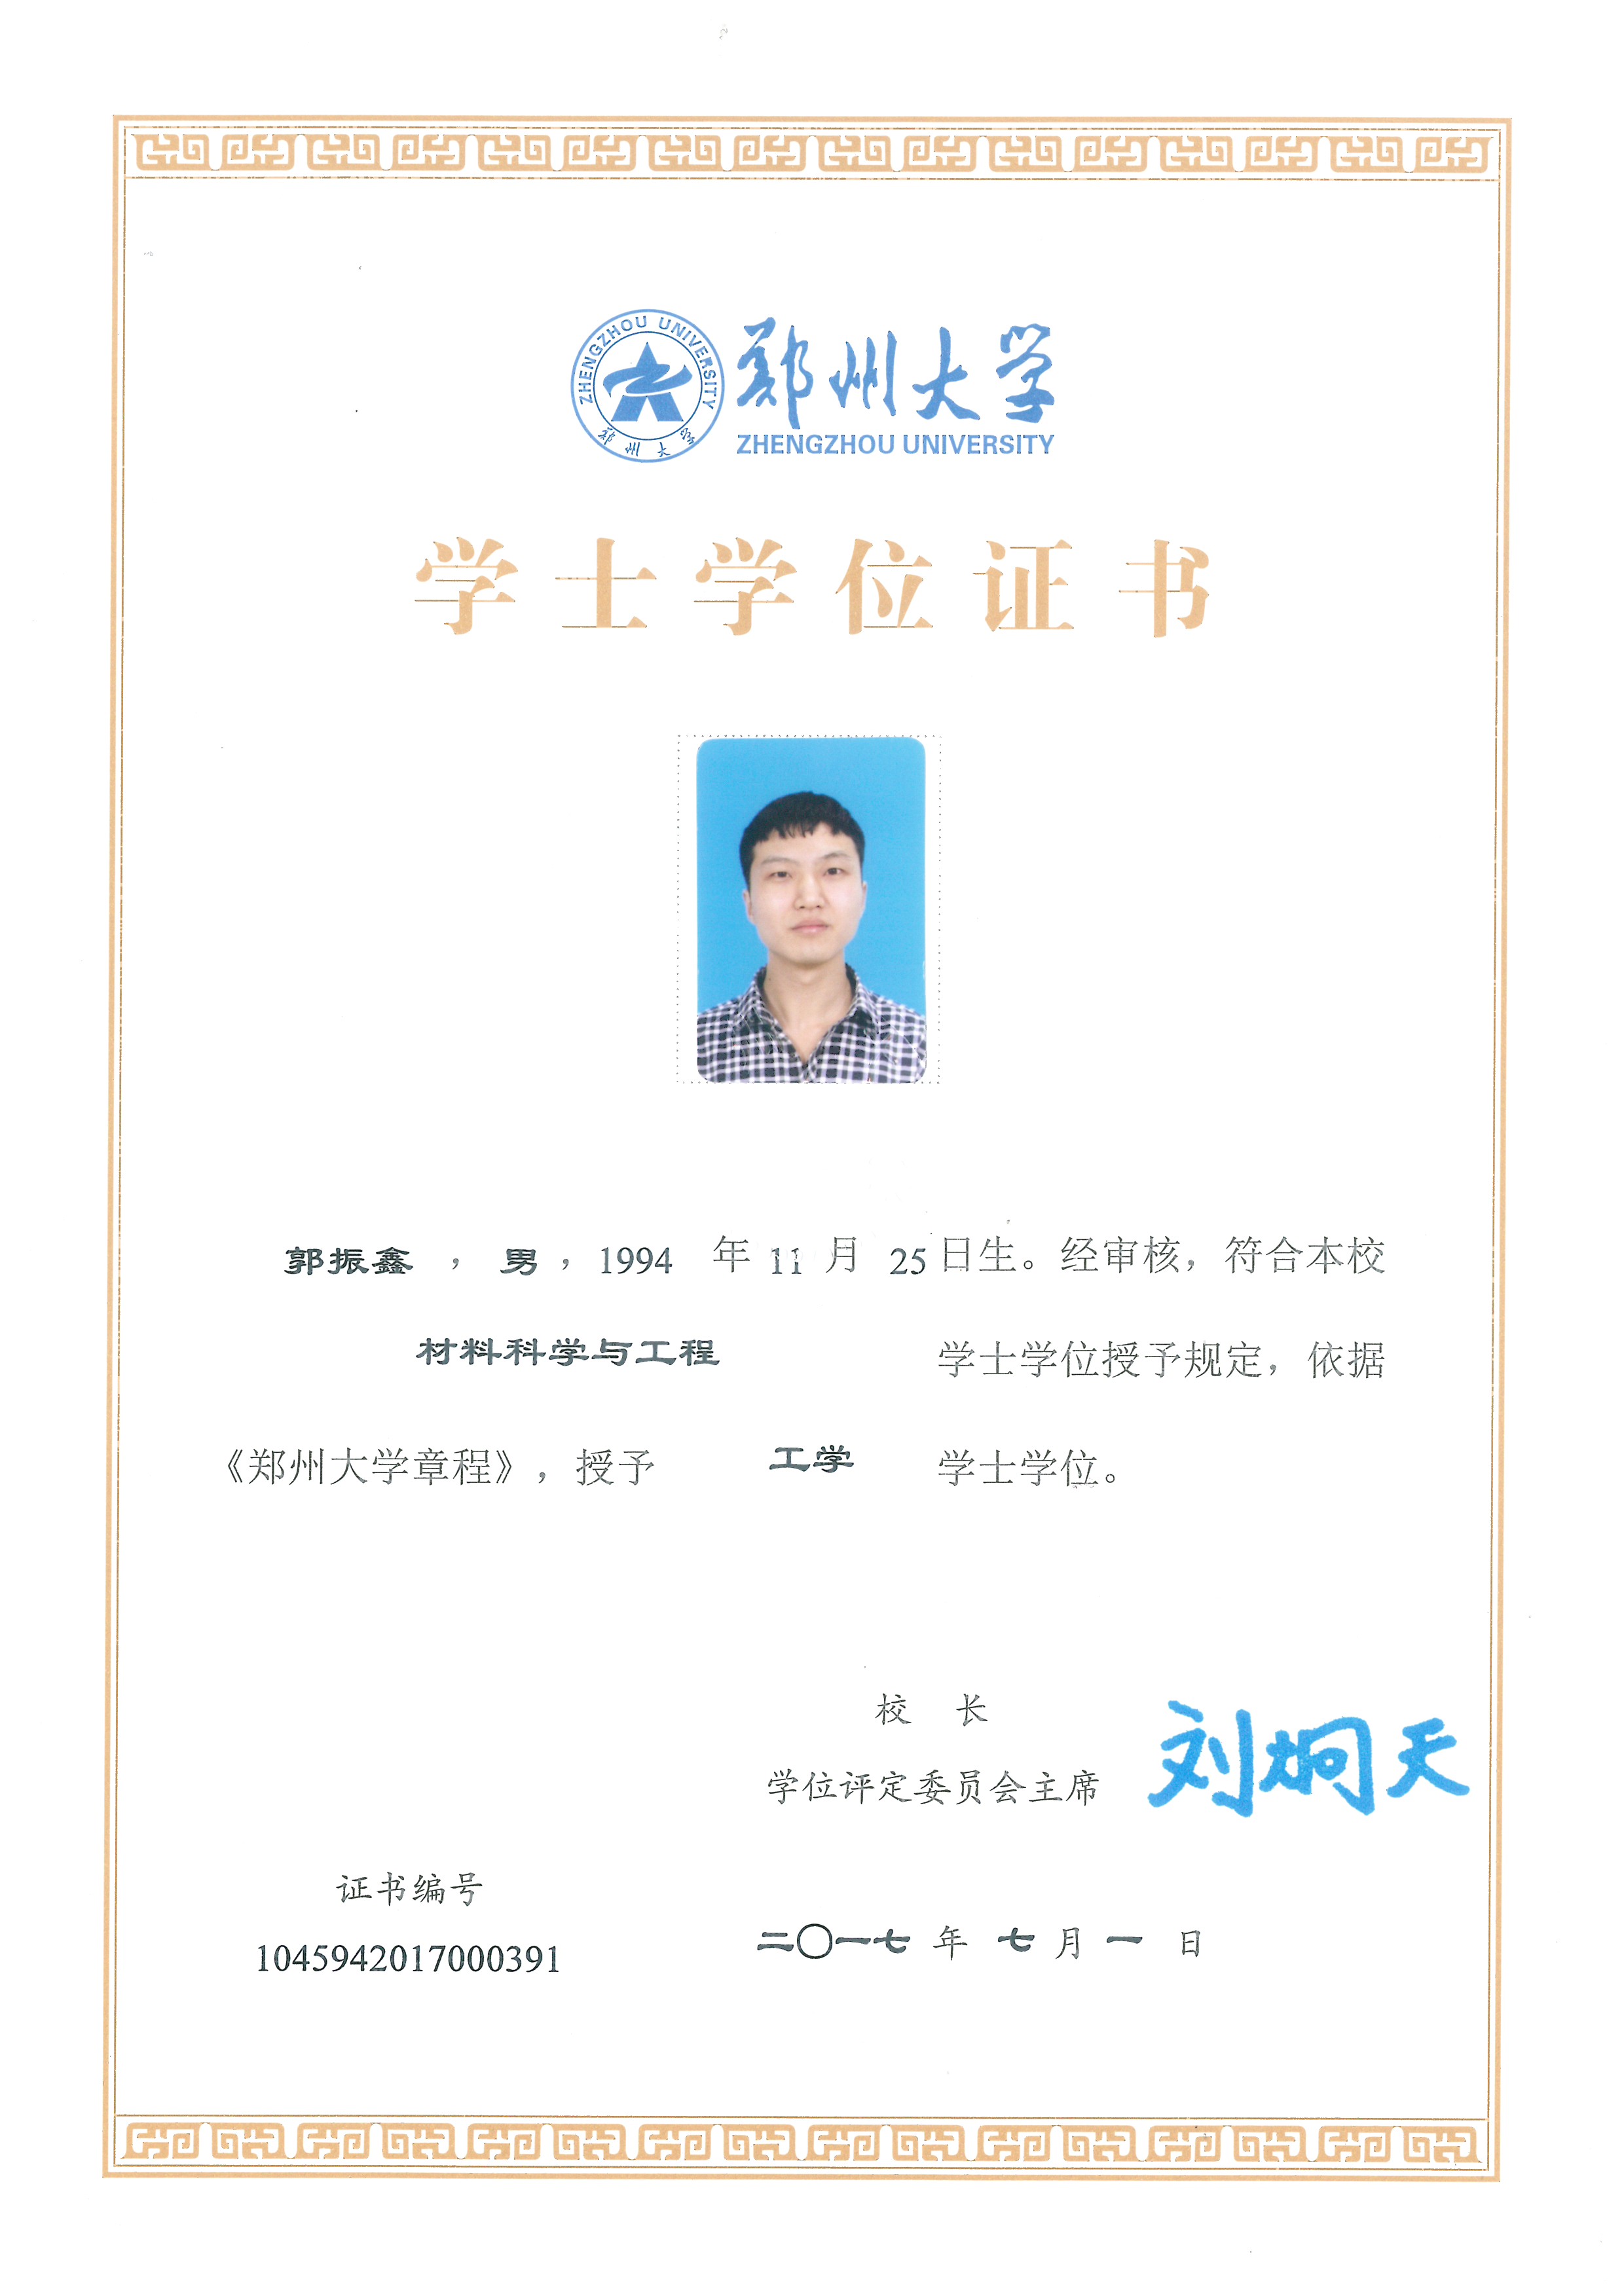 ZHENGZHOU UNIVERSITY
郑州大学
郑州大学
ZHENGZHOU UNIVERSITY
学士学位证书
郭振鑫，男，1994 年 11 月 25 日生。经审核，符合本校
材料科学与工程 学士学位授予规定，依据
《郑州大学章程》，授予 工学 学士学位。
校 长
学位评定委员会主席
刘炯天
证书编号
1045942017000391
二〇一七 年 七 月 一 日